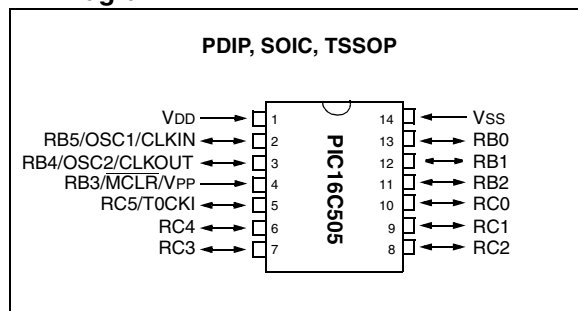 PDIP, SOIC, TSSOP
VDD 1 14 VSS
RB5/OSC1/CLKIN 2 13 RB0
RB4/OSC2/CLKOUT 3 12 RB1
RB3/MCLR/VPP 4 11 RB2
RC5/T0CKI 5 10 RC0
RC4 6 9 RC1
RC3 7 8 RC2
PIC16C505